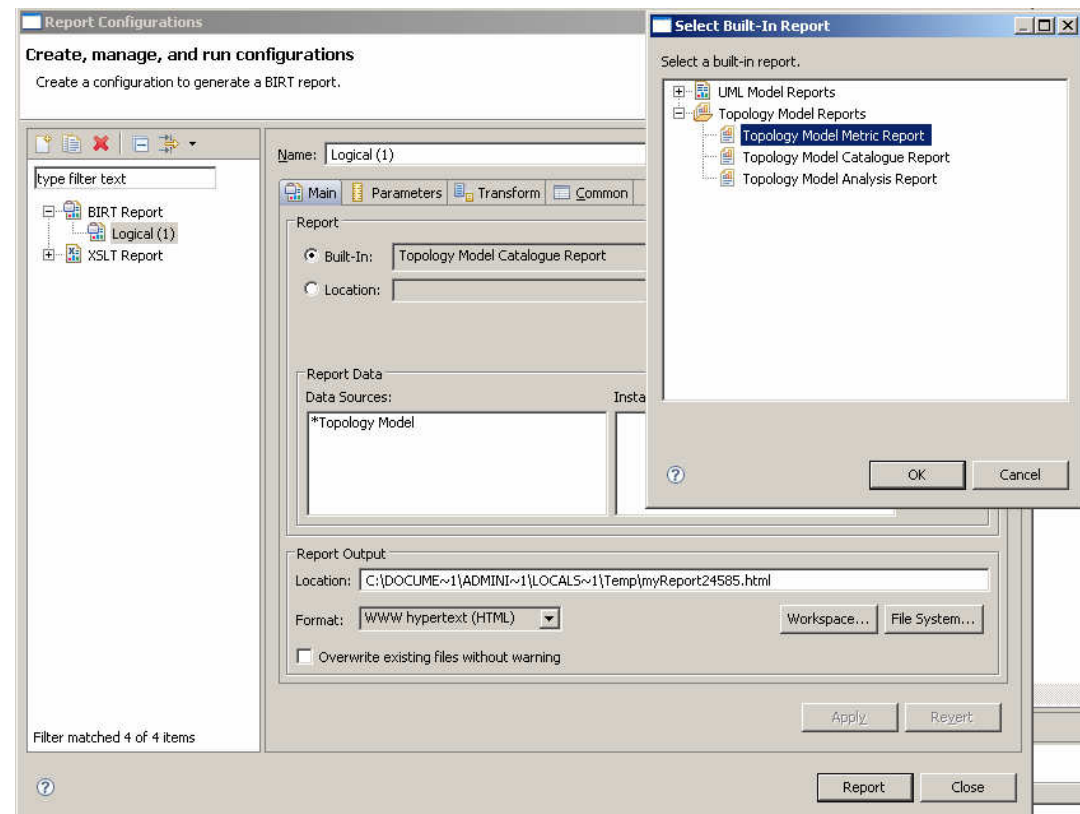 Report Configurations
Create, manage, and run configurations
Create a configuration to generate a BIRT report.
type filter text
BIRT Report
Logical (1)
XSLT Report
Filter matched 4 of 4 items
Name: Logical (1)
Main Parameters Transform Common
Report
Built-In: Topology Model Catalogue Report
Location:
Report Data
Data Sources: Insta
*Topology Model
Report Output
Location: C:\DOCUME~1\ADMINI~1\LOCALS~1\Temp\myReport24585.html
Format: WWW hypertext (HTML) Workspace... File System...
Overwrite existing files without warning
Apply Revert
Report Close
Select Built-In Report
Select a built-in report.
UML Model Reports
Topology Model Reports
Topology Model Metric Report
Topology Model Catalogue Report
Topology Model Analysis Report
OK Cancel